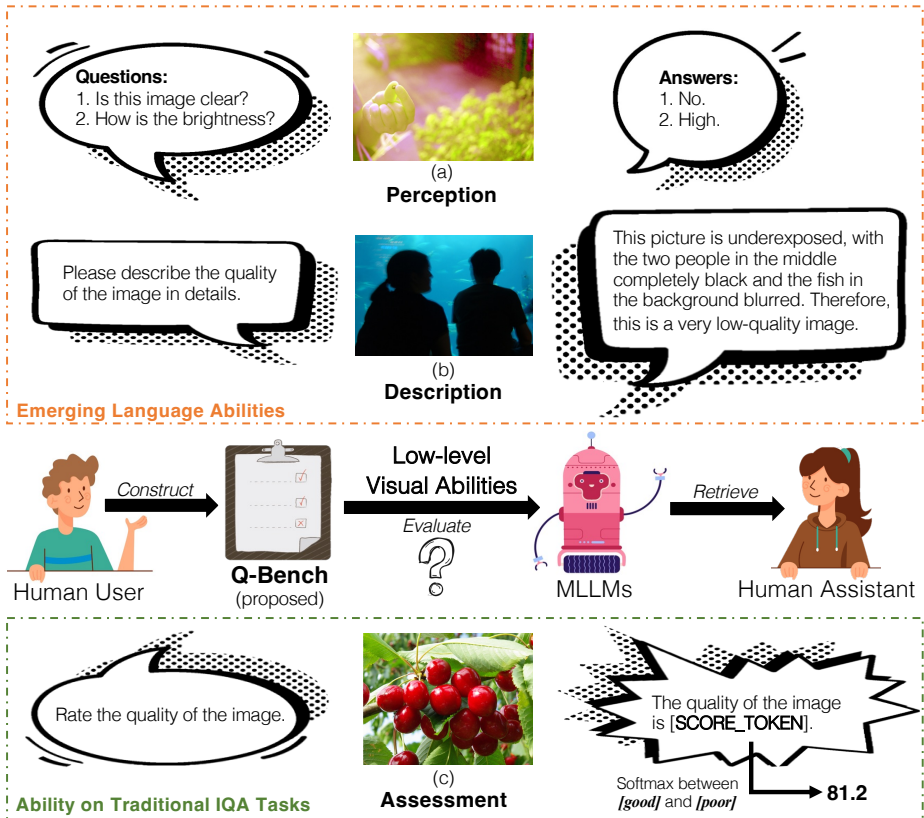 Questions:
1. Is this image clear?
2. How is the brightness?
Answers:
1. No.
2. High.
(a)
Perception
Please describe the quality
of the image in details.
This picture is underexposed, with
the two people in the middle
completely black and the fish in
the background blurred. Therefore,
this is a very low-quality image.
(b)
Description
Emerging Language Abilities
Construct
Low-level
Visual Abilities
Evaluate
Retrieve
Human User
Q-Bench
(proposed)
MLLMs
Human Assistant
Rate the quality of the image.
The quality of the image
is [SCORE_TOKEN].
(c)
Assessment
Softmax between
[good] and [poor]
81.2
Ability on Traditional IQA Tasks